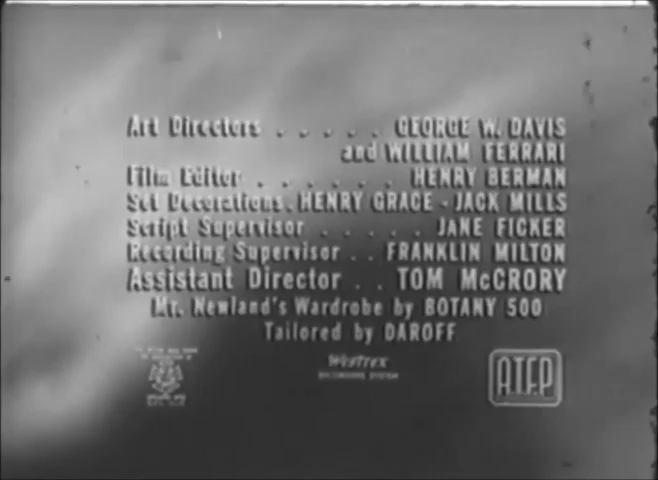 Art Directors . . . . . GEORGE W. DAVIS
and WILLIAM FERRARI
Film Editor . . . . . . HENRY BERMAN
Set Decorations. HENRY GRACE - JACK MILLS
Script Supervisor . . . . . JANE FICKER
Recording Supervisor . . FRANKLIN MILTON
Assistant Director . . TOM McCRORY
Mr. Newland's Wardrobe by BOTANY 500
Tailored by DAROFF
Westrex
RECORDING SYSTEM
ATFP